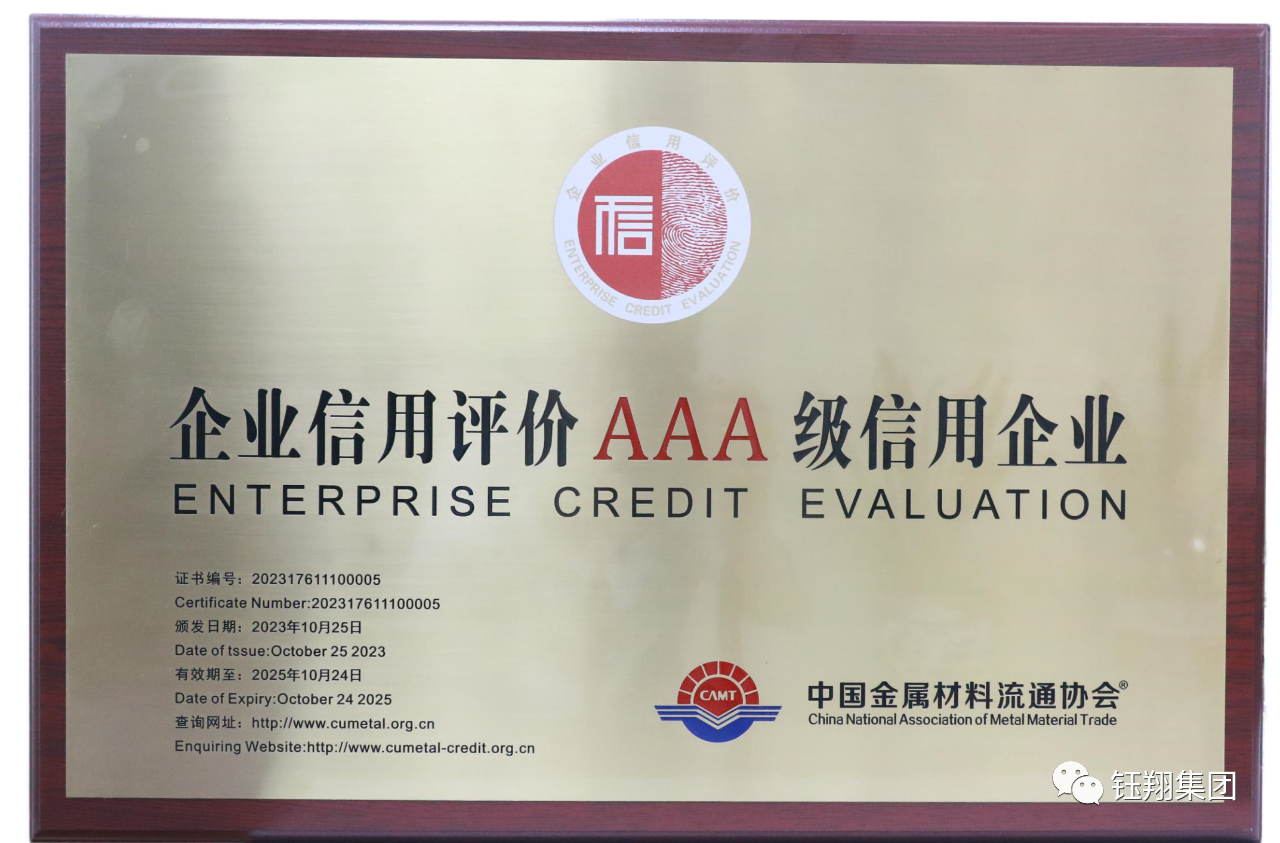 企业信用评价
信
ENTERPRISE CREDIT EVALUATION
企业信用评价AAA级信用企业
ENTERPRISE CREDIT EVALUATION
证书编号：202317611100005
Certificate Number:202317611100005
颁发日期：2023年10月25日
Date of tssue:October 25 2023
有效期至：2025年10月24日
Date of Expiry:October 24 2025
查询网址：http://www.cumetal.org.cn
Enquiring Website:http://www.cumetal-credit.org.cn
CAMT
中国金属材料流通协会®
China National Association of Metal Material Trade
钰翔集团